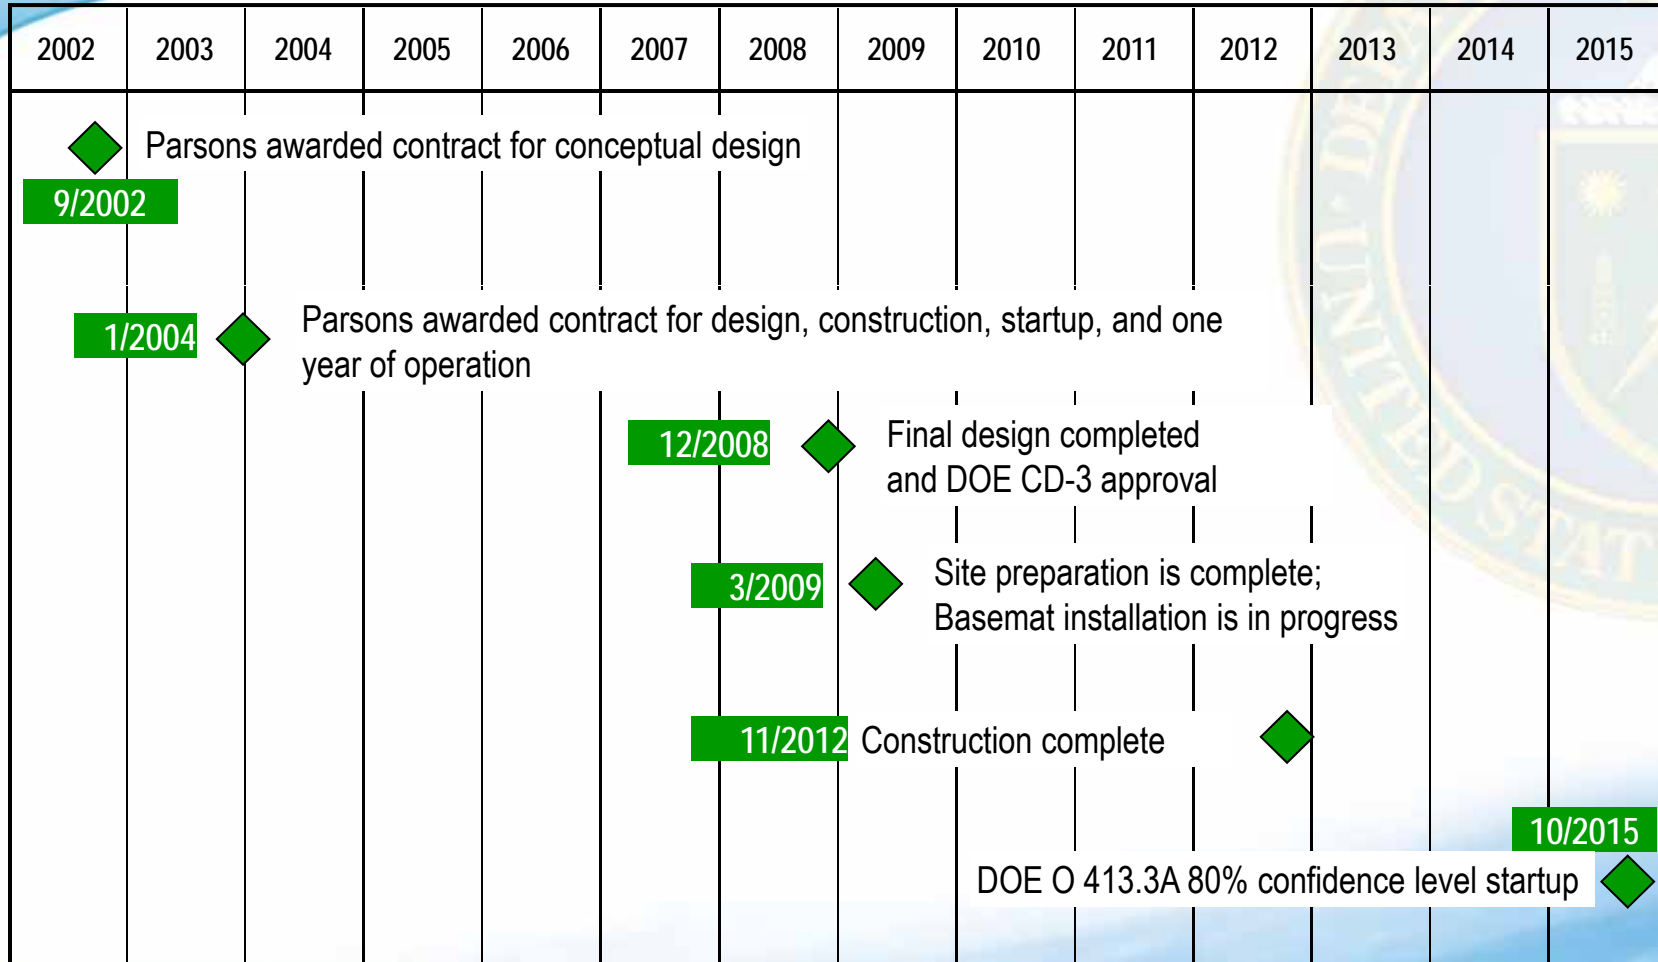 2002 2003 2004 2005 2006 2007 2008 2009 2010 2011 2012 2013 2014 2015
Parsons awarded contract for conceptual design
9/2002
1/2004 Parsons awarded contract for design, construction, startup, and one
year of operation
12/2008 Final design completed
and DOE CD-3 approval
3/2009 Site preparation is complete;
Basemat installation is in progress
11/2012 Construction complete
10/2015
DOE O 413.3A 80% confidence level startup
UNITED STAT